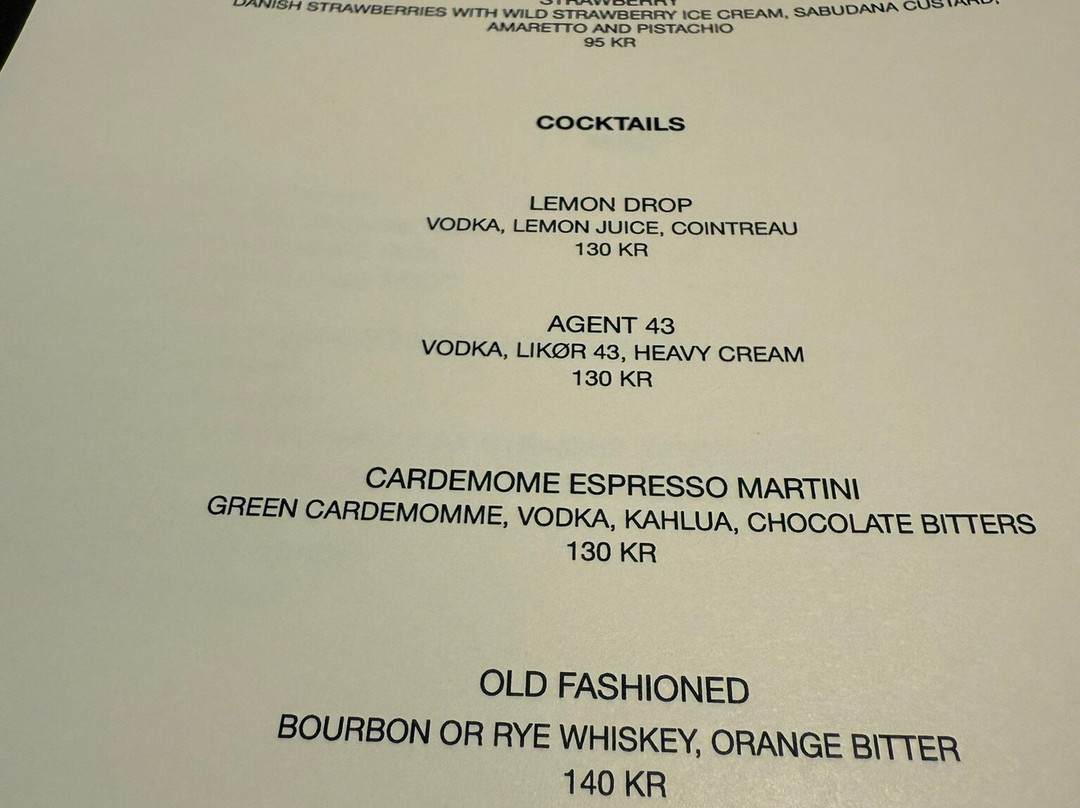 STRAWBERRY
DANISH STRAWBERRIES WITH WILD STRAWBERRY ICE CREAM, SABUDANA CUSTARD,
AMARETTO AND PISTACHIO
95 KR
COCKTAILS
LEMON DROP
VODKA, LEMON JUICE, COINTREAU
130 KR
AGENT 43
VODKA, LIKØR 43, HEAVY CREAM
130 KR
CARDEMOME ESPRESSO MARTINI
GREEN CARDEMOMME, VODKA, KAHLUA, CHOCOLATE BITTERS
130 KR
OLD FASHIONED
BOURBON OR RYE WHISKEY, ORANGE BITTER
140 KR